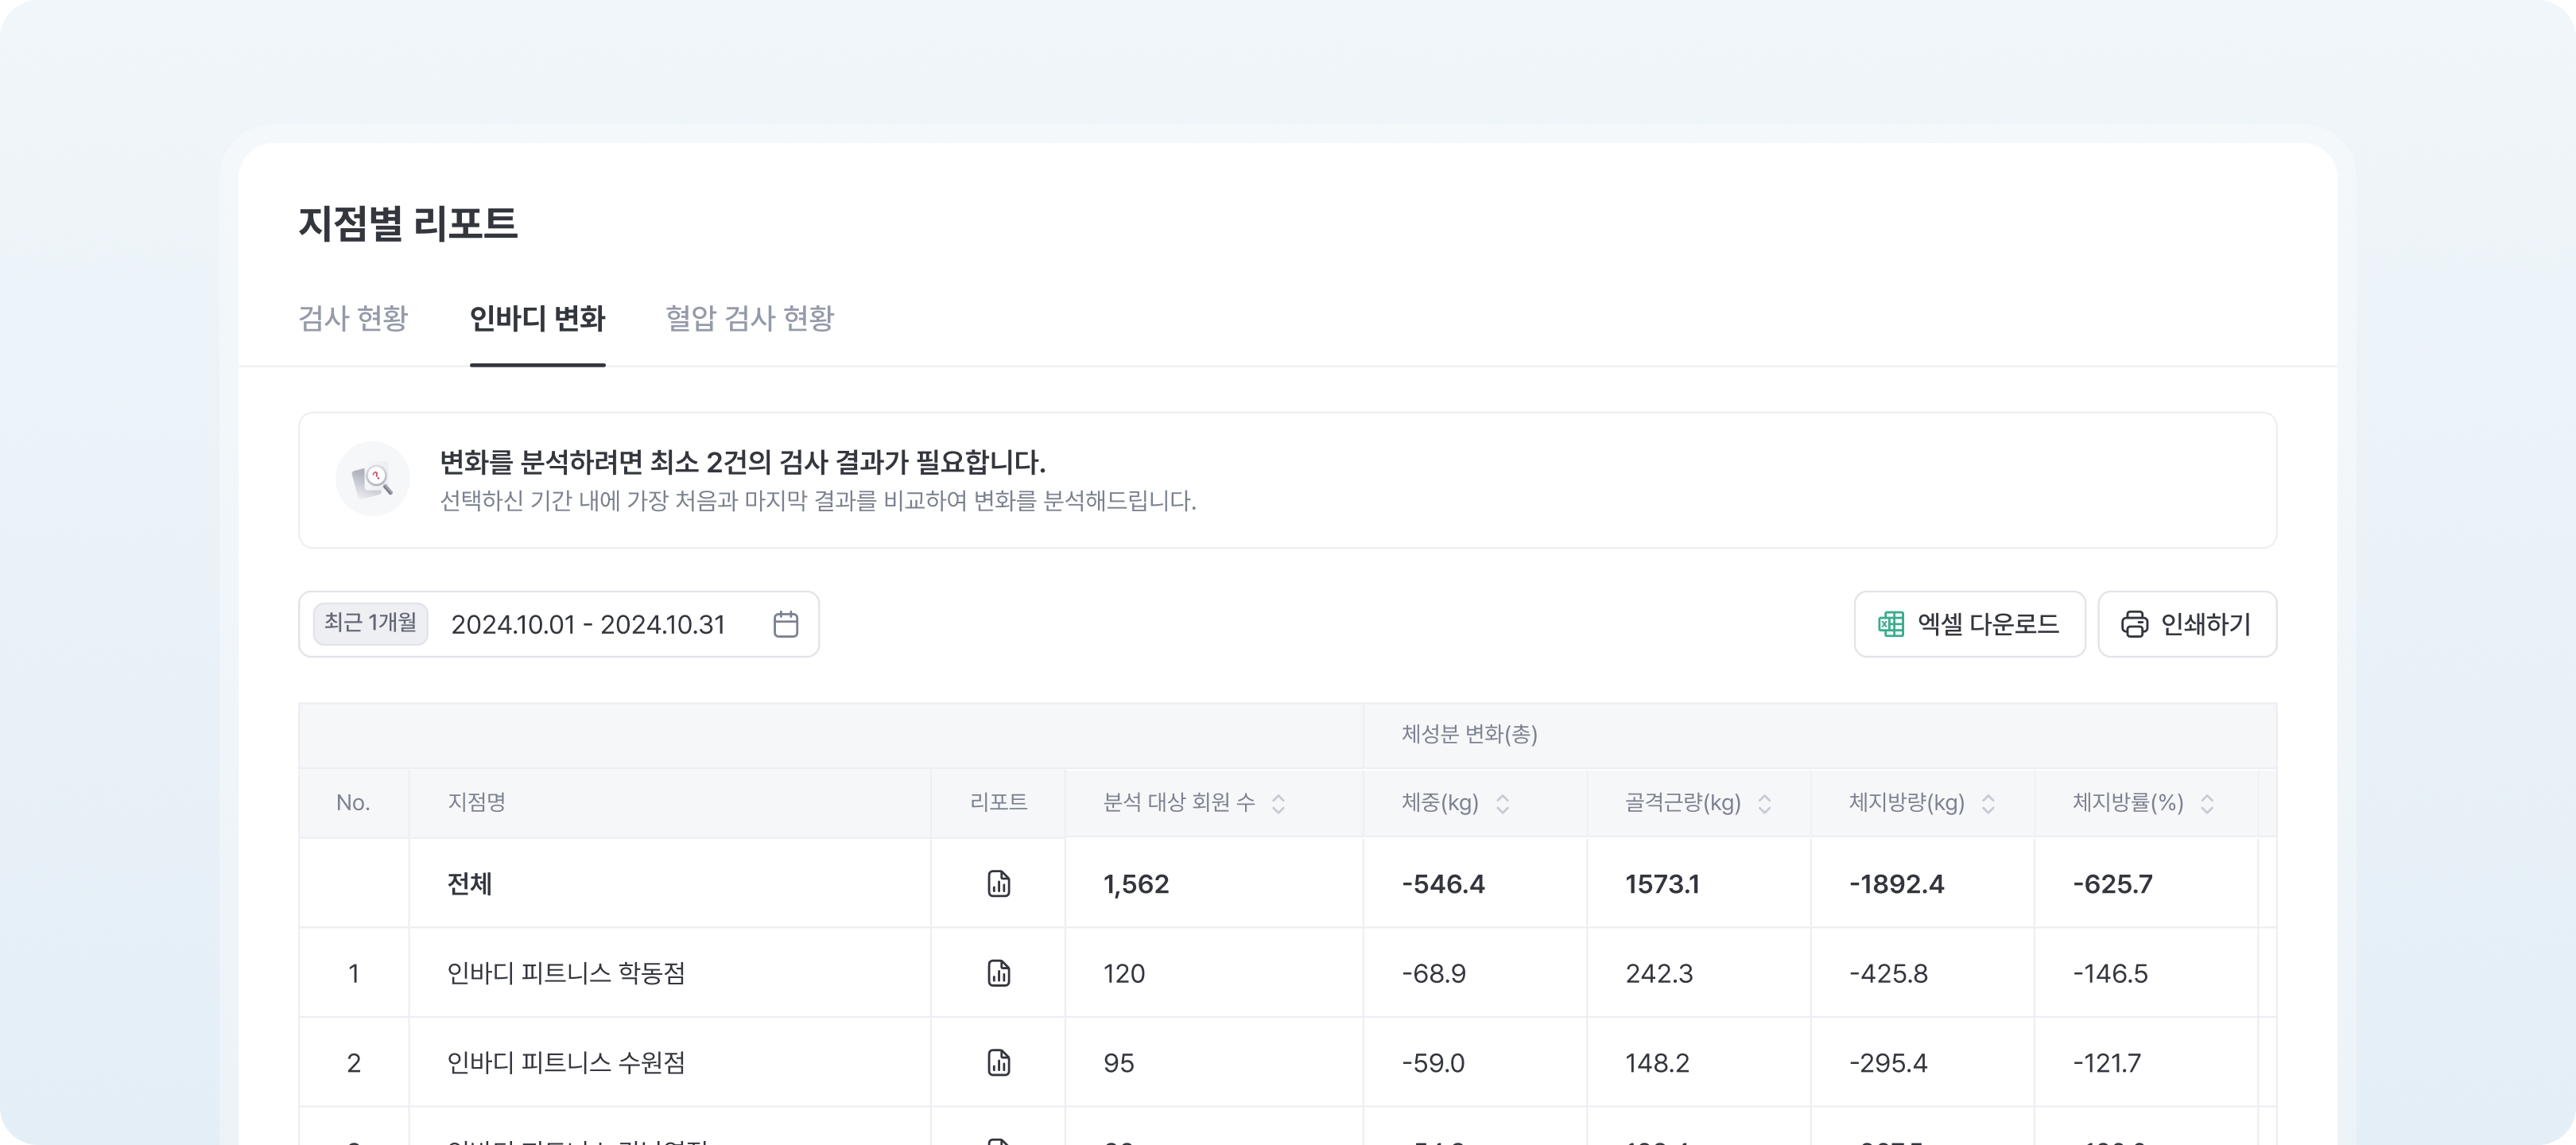 지점별 리포트
검사 현황 인바디 변화 혈압 검사 현황
변화를 분석하려면 최소 2건의 검사 결과가 필요합니다.
선택하신 기간 내에 가장 처음과 마지막 결과를 비교하여 변화를 분석해드립니다.
최근 1개월 2024.10.01 - 2024.10.31 엑셀 다운로드 인쇄하기
체성분 변화(총)
No. 지점명 리포트 분석 대상 회원 수 체중(kg) 골격근량(kg) 체지방량(kg) 체지방률(%)
전체 1,562 -546.4 1573.1 -1892.4 -625.7
1 인바디 피트니스 학동점 120 -68.9 242.3 -425.8 -146.5
2 인바디 피트니스 수원점 95 -59.0 148.2 -295.4 -121.7